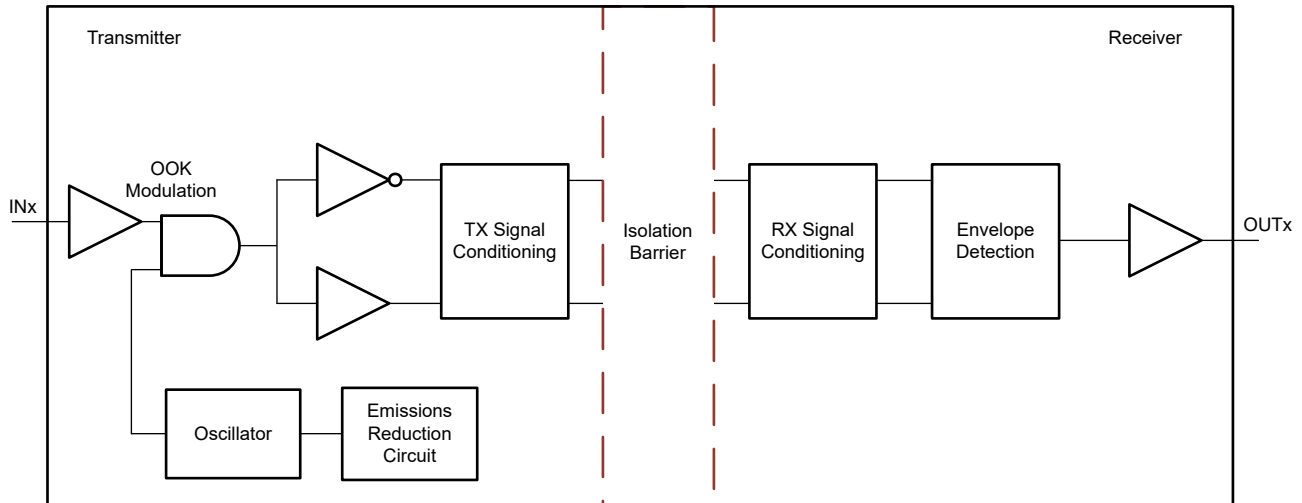 Transmitter
Receiver
OOK
Modulation
INx
TX Signal
Conditioning
Isolation
Barrier
RX Signal
Conditioning
Envelope
Detection
OUTx
Oscillator
Emissions
Reduction
Circuit